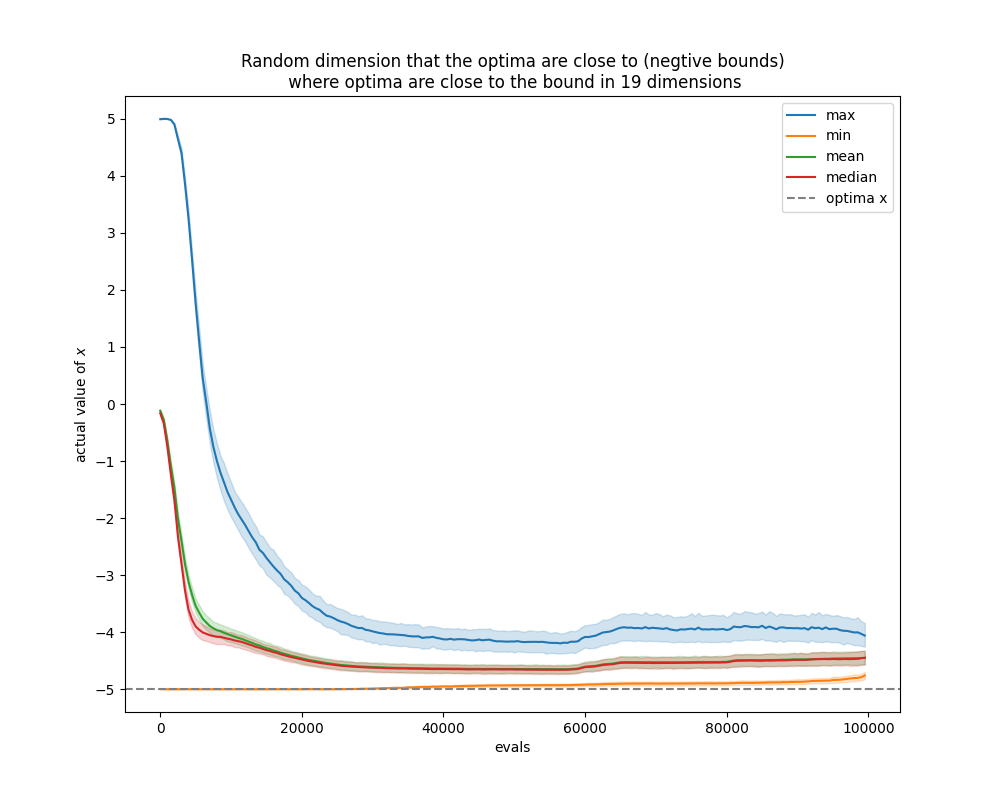 Random dimension that the optima are close to (negtive bounds)
where optima are close to the bound in 19 dimensions
max
min
mean
median
optima x
actual value of x
5
4
3
2
1
0
−1
−2
−3
−4
−5
0
20000
40000
60000
80000
100000
evals